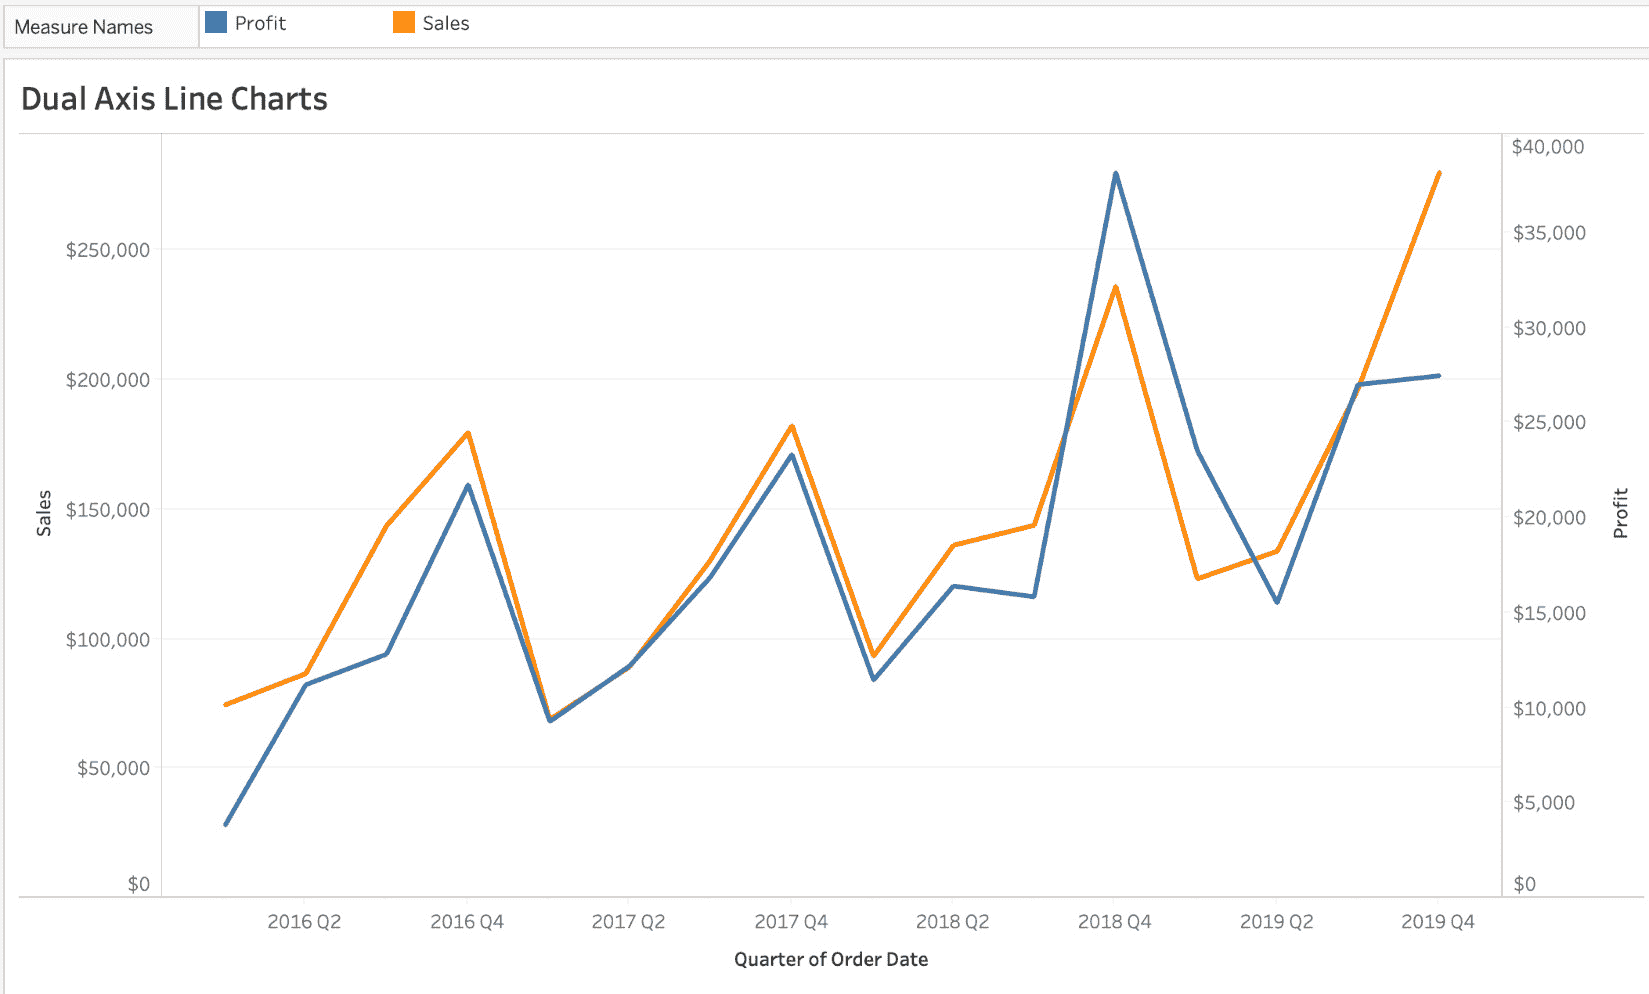 Measure Names
Profit
Sales
Dual Axis Line Charts
Sales
$250,000
$200,000
$150,000
$100,000
$50,000
$0
$40,000
$35,000
$30,000
$25,000
$20,000
$15,000
$10,000
$5,000
$0
Profit
2016 Q2
2016 Q4
2017 Q2
2017 Q4
2018 Q2
2018 Q4
2019 Q2
2019 Q4
Quarter of Order Date